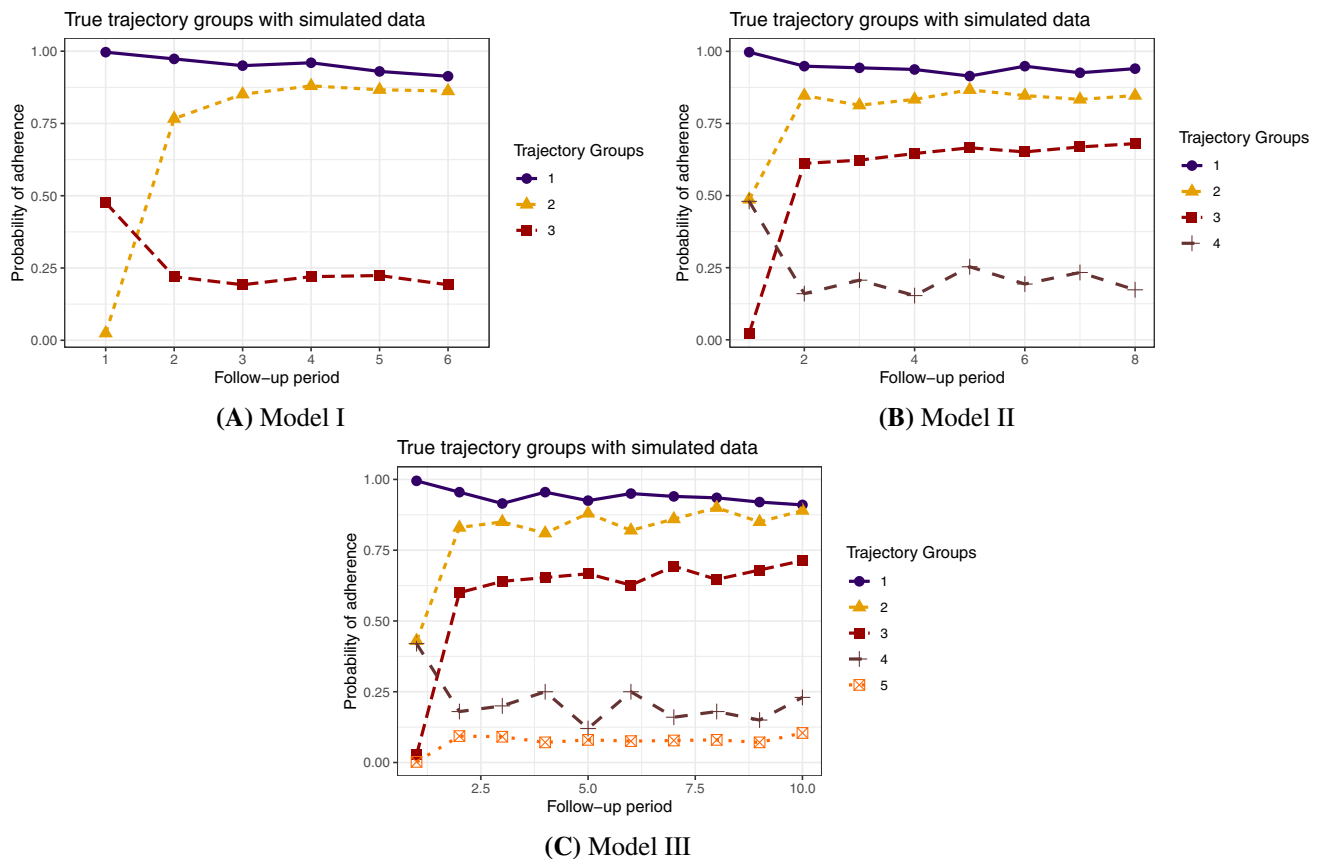 True trajectory groups with simulated data
Probability of adherence
1.00
0.75
0.50
0.25
0.00
1 2 3 4 5 6
Follow−up period
Trajectory Groups
1
2
3
(A) Model I
True trajectory groups with simulated data
Probability of adherence
1.00
0.75
0.50
0.25
0.00
2 4 6 8
Follow−up period
Trajectory Groups
1
2
3
4
(B) Model II
True trajectory groups with simulated data
Probability of adherence
1.00
0.75
0.50
0.25
0.00
2.5 5.0 7.5 10.0
Follow−up period
Trajectory Groups
1
2
3
4
5
(C) Model III